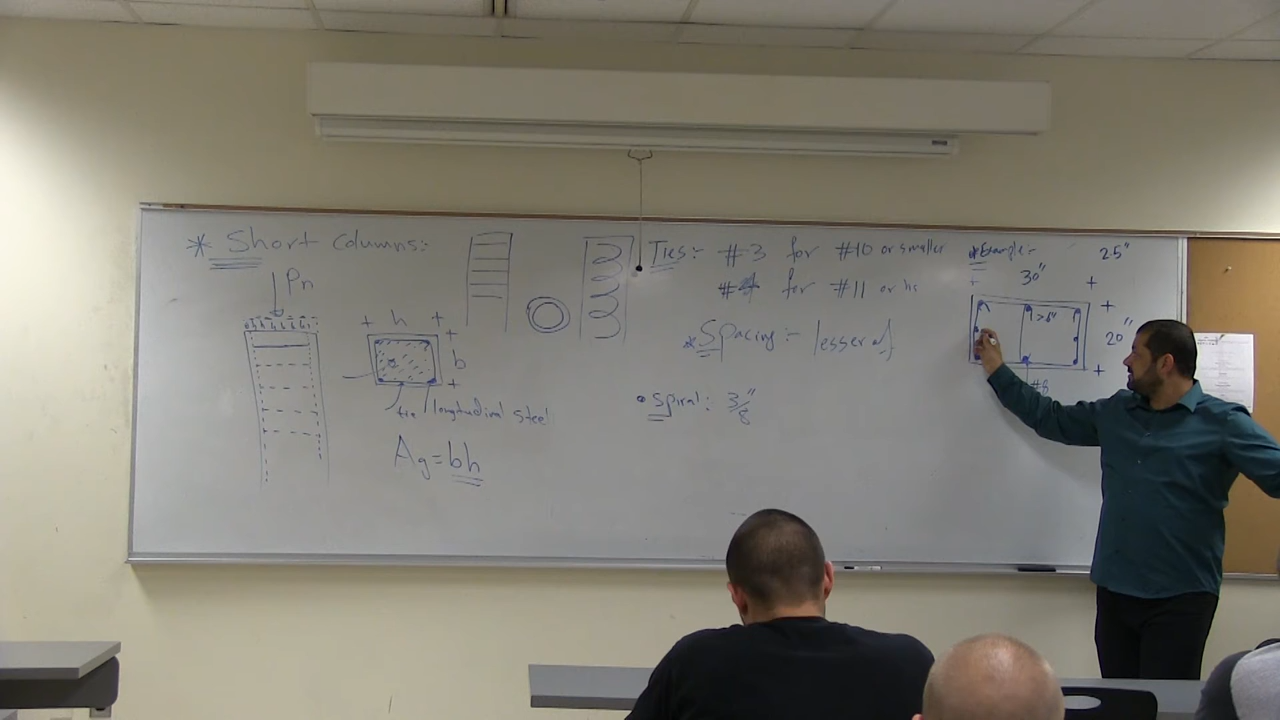 * Short Columns:
Pn
+ h +
+
b
+
tie longitudinal steel
Ag = bh
Ties:- #3 for #10 or smaller
#4 for #11 or
* Spacing :- lesser of
• Spiral: 3/8"
* Example:-
25"
30"
+
+
20"
+
> 6"
#8